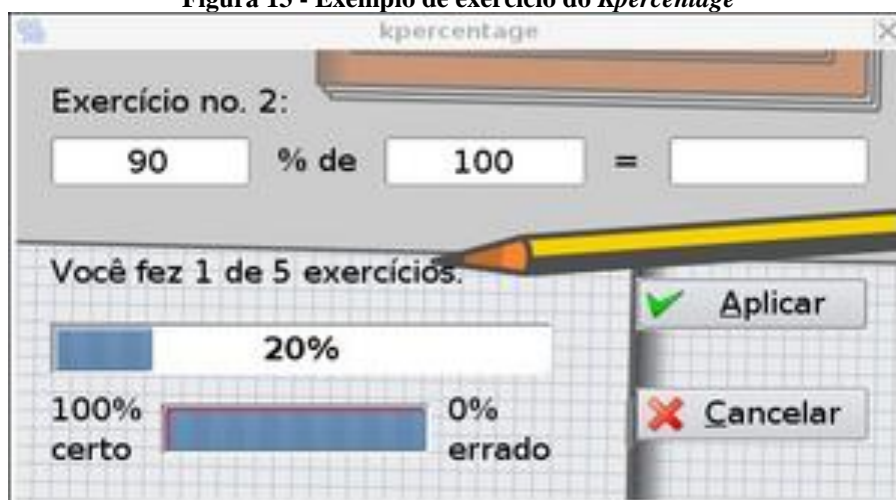 Figura 15 - Exemplo de exercício do Kpercentage
kpercentage
Exercício no. 2:
90 % de 100 =
Você fez 1 de 5 exercícios.
Aplicar
20%
100% certo 0% errado
Cancelar